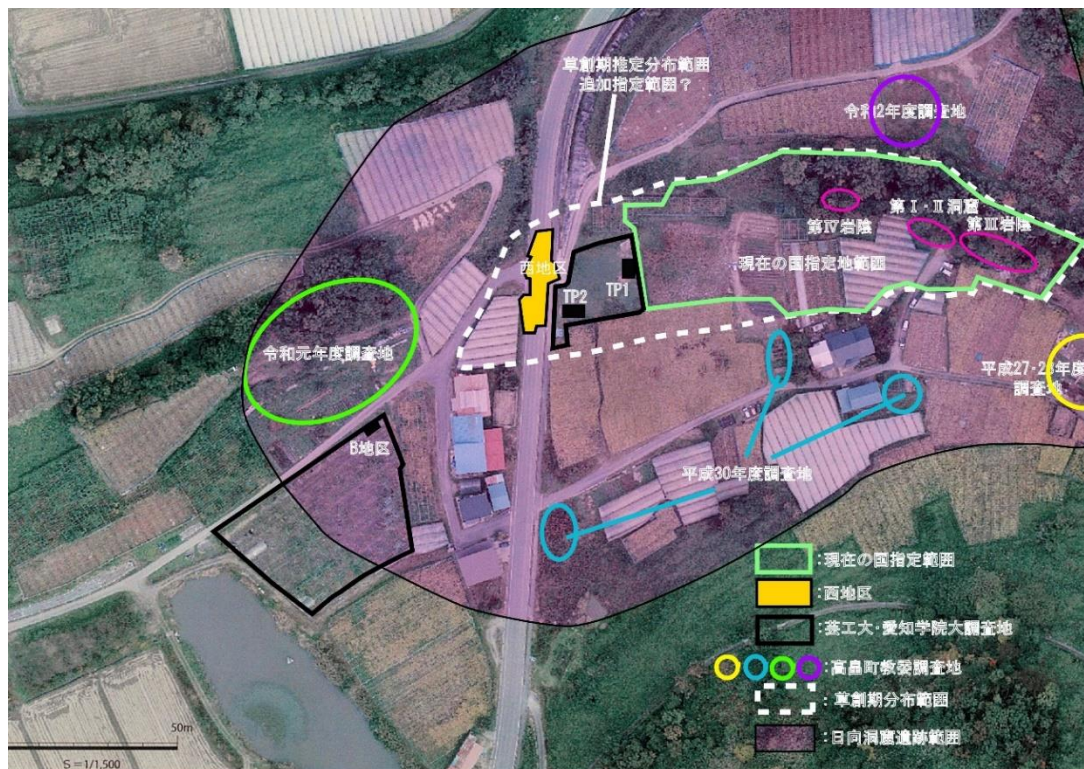 草創期推定分布範囲
追加指定範囲？
令和2年度調査地
第Ⅰ・Ⅱ洞窟
第Ⅳ岩陰
第Ⅲ岩陰
西地区
現在の国指定地範囲
TP1
TP2
令和元年度調査地
平成27・28年度
調査地
B地区
平成30年度調査地
:現在の国指定範囲
:西地区
:芸工大・愛知学院大調査地
:高畠町教委調査地
:草創期分布範囲
:日向洞窟遺跡範囲
50m
S=1/1,500